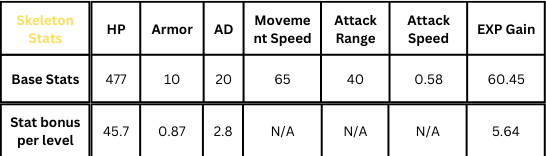 Skeleton Stats HP Armor AD Moveme nt Speed Attack Range Attack Speed EXP Gain
Base Stats 477 10 20 65 40 0.58 60.45
Stat bonus per level 45.7 0.87 2.8 N/A N/A N/A 5.64